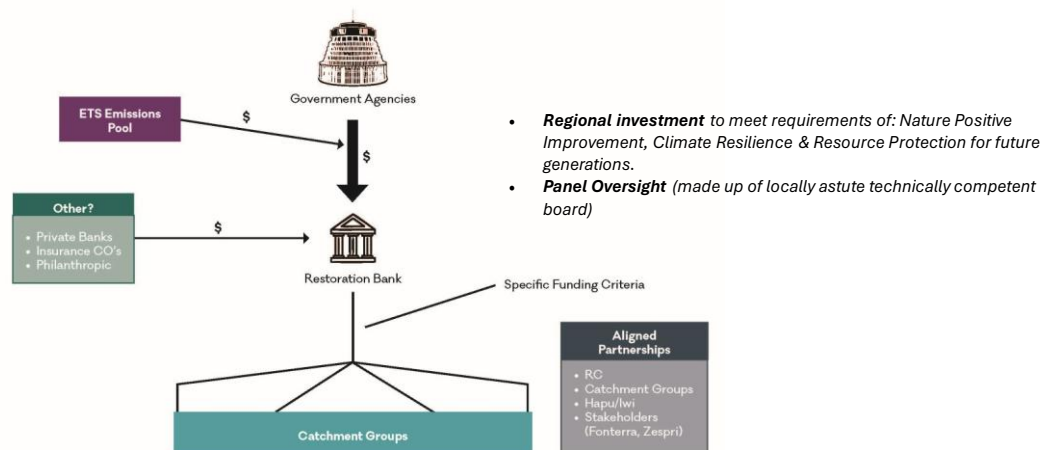 Government Agencies
ETS Emissions
Pool
$
$
• Regional investment to meet requirements of: Nature Positive
Improvement, Climate Resilience & Resource Protection for future
generations.
• Panel Oversight (made up of locally astute technically competent
board)
Other?
• Private Banks
• Insurance CO's
• Philanthropic
$
Restoration Bank
Specific Funding Criteria
Aligned
Partnerships
• RC
• Catchment Groups
• Hapu/Iwi
• Stakeholders
(Fonterra, Zespri)
Catchment Groups